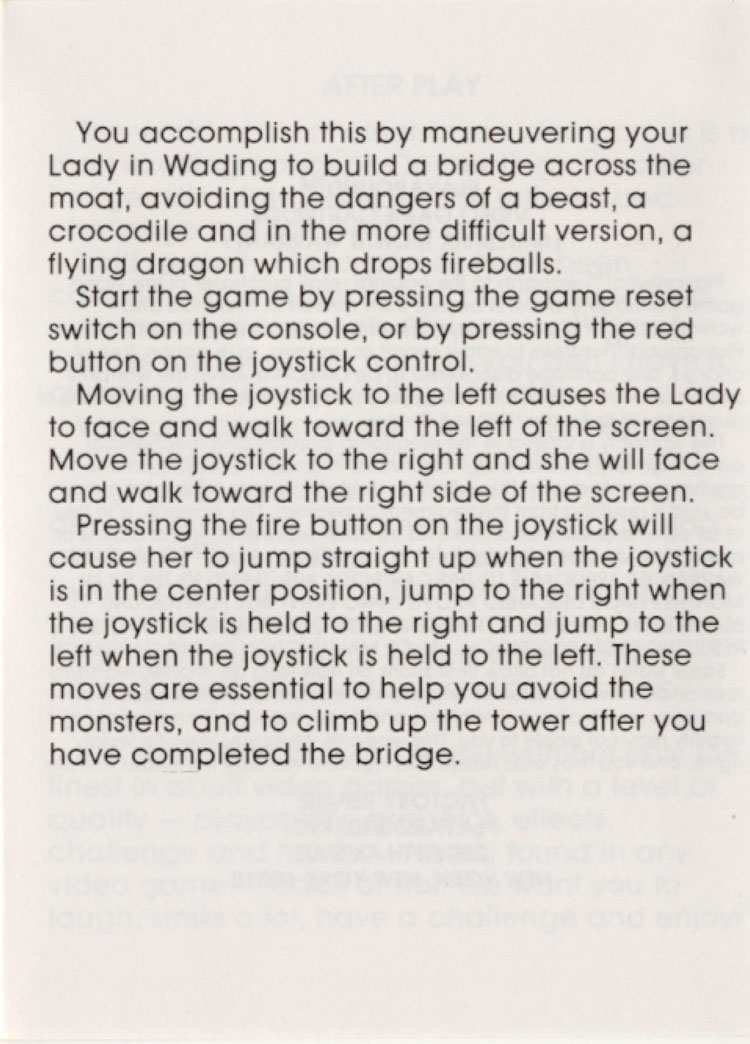 AFTER PLAY
You accomplish this by maneuvering your
Lady in Wading to build a bridge across the
moat, avoiding the dangers of a beast, a
crocodile and in the more difficult version, a
flying dragon which drops fireballs.
Start the game by pressing the game reset
switch on the console, or by pressing the red
button on the joystick control.
Moving the joystick to the left causes the Lady
to face and walk toward the left of the screen.
Move the joystick to the right and she will face
and walk toward the right side of the screen.
Pressing the fire button on the joystick will
cause her to jump straight up when the joystick
is in the center position, jump to the right when
the joystick is held to the right and jump to the
left when the joystick is held to the left. These
moves are essential to help you avoid the
monsters, and to climb up the tower after you
have completed the bridge.